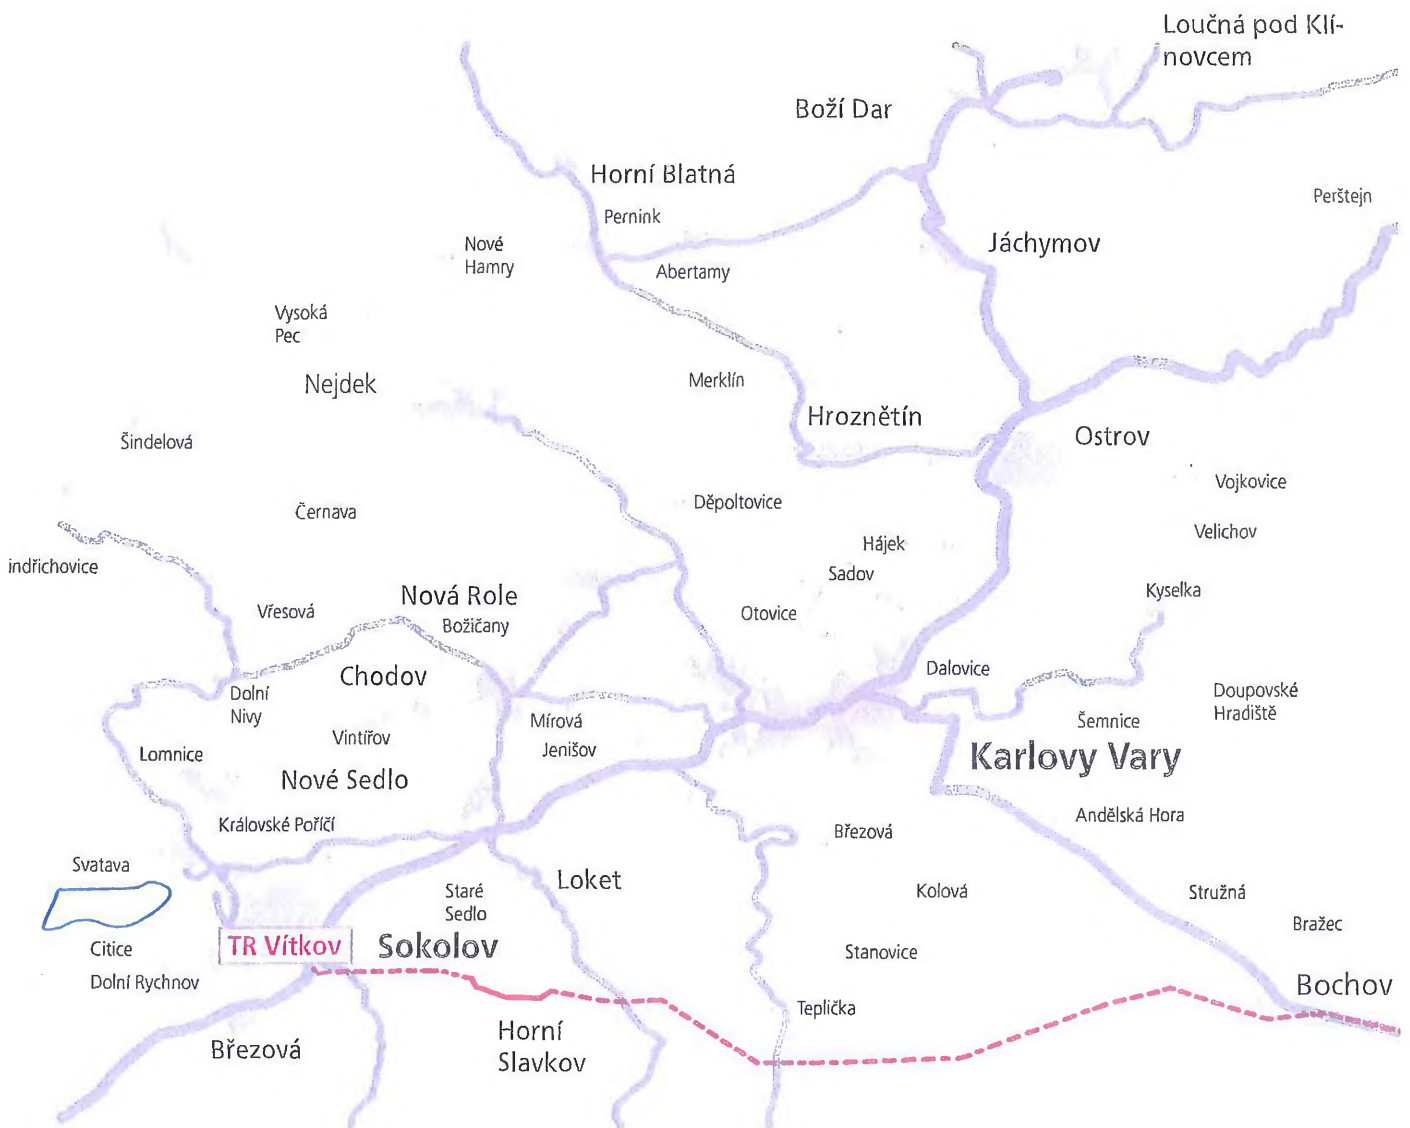 Loučná pod Klí-
novcem
Boží Dar
Horní Blatná
Perštejn
Pernink
Nové
Hamry
Jáchymov
Abertamy
Vysoká
Pec
Nejdek
Merklín
Hroznětín
Šindelová
Ostrov
Vojkovice
Děpoltovice
Černava
Velichov
Hájek
indřichovice
Sadov
Kyselka
Nová Role
Vřesová
Otovice
Božičany
Dalovice
Chodov
Dolní
Nivy
Doupovské
Hradiště
Mírová
Šemnice
Vintířov
Jenišov
Lomnice
Karlovy Vary
Nové Sedlo
Andělská Hora
Královské Poříčí
Březová
Svatava
Loket
Staré
Sedlo
Kolová
Stružná
Bražec
Citice
TR Vítkov
Sokolov
Stanovice
Dolní Rychnov
Bochov
Teplička
Horní
Slavkov
Březová